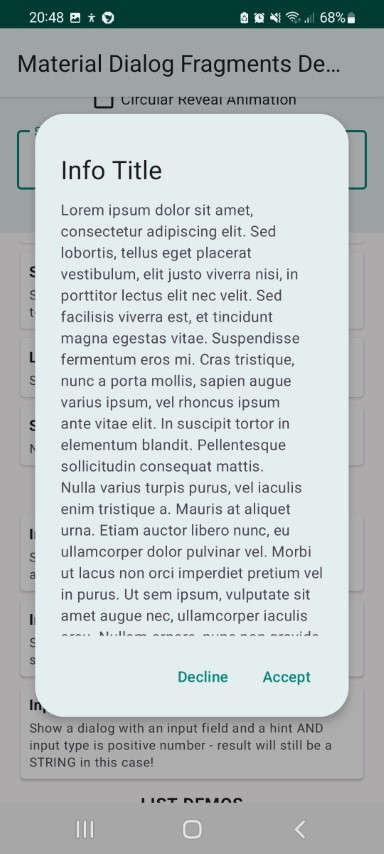 20:48
68%
Material Dialog Fragments De...
Circular Reveal Animation
Info Title
Lorem ipsum dolor sit amet,
consectetur adipiscing elit. Sed
lobortis, tellus eget placerat
vestibulum, elit justo viverra nisi, in
porttitor lectus elit nec velit. Sed
facilisis viverra est, et tincidunt
magna egestas vitae. Suspendisse
fermentum eros mi. Cras tristique,
nunc a porta mollis, sapien augue
varius ipsum, vel rhoncus ipsum
ante vitae elit. In suscipit tortor in
elementum blandit. Pellentesque
sollicitudin consequat mattis.
Nulla varius turpis purus, vel iaculis
enim tristique a. Mauris at aliquet
urna. Etiam auctor libero nunc, eu
ullamcorper dolor pulvinar vel. Morbi
ut lacus non orci imperdiet pretium vel
in purus. Ut sem ipsum, vulputate sit
amet augue nec, ullamcorper iaculis
Decline
Accept
Show a dialog with an input field and a hint AND
input type is positive number - result will still be a
STRING in this case!
LIST DEMOS